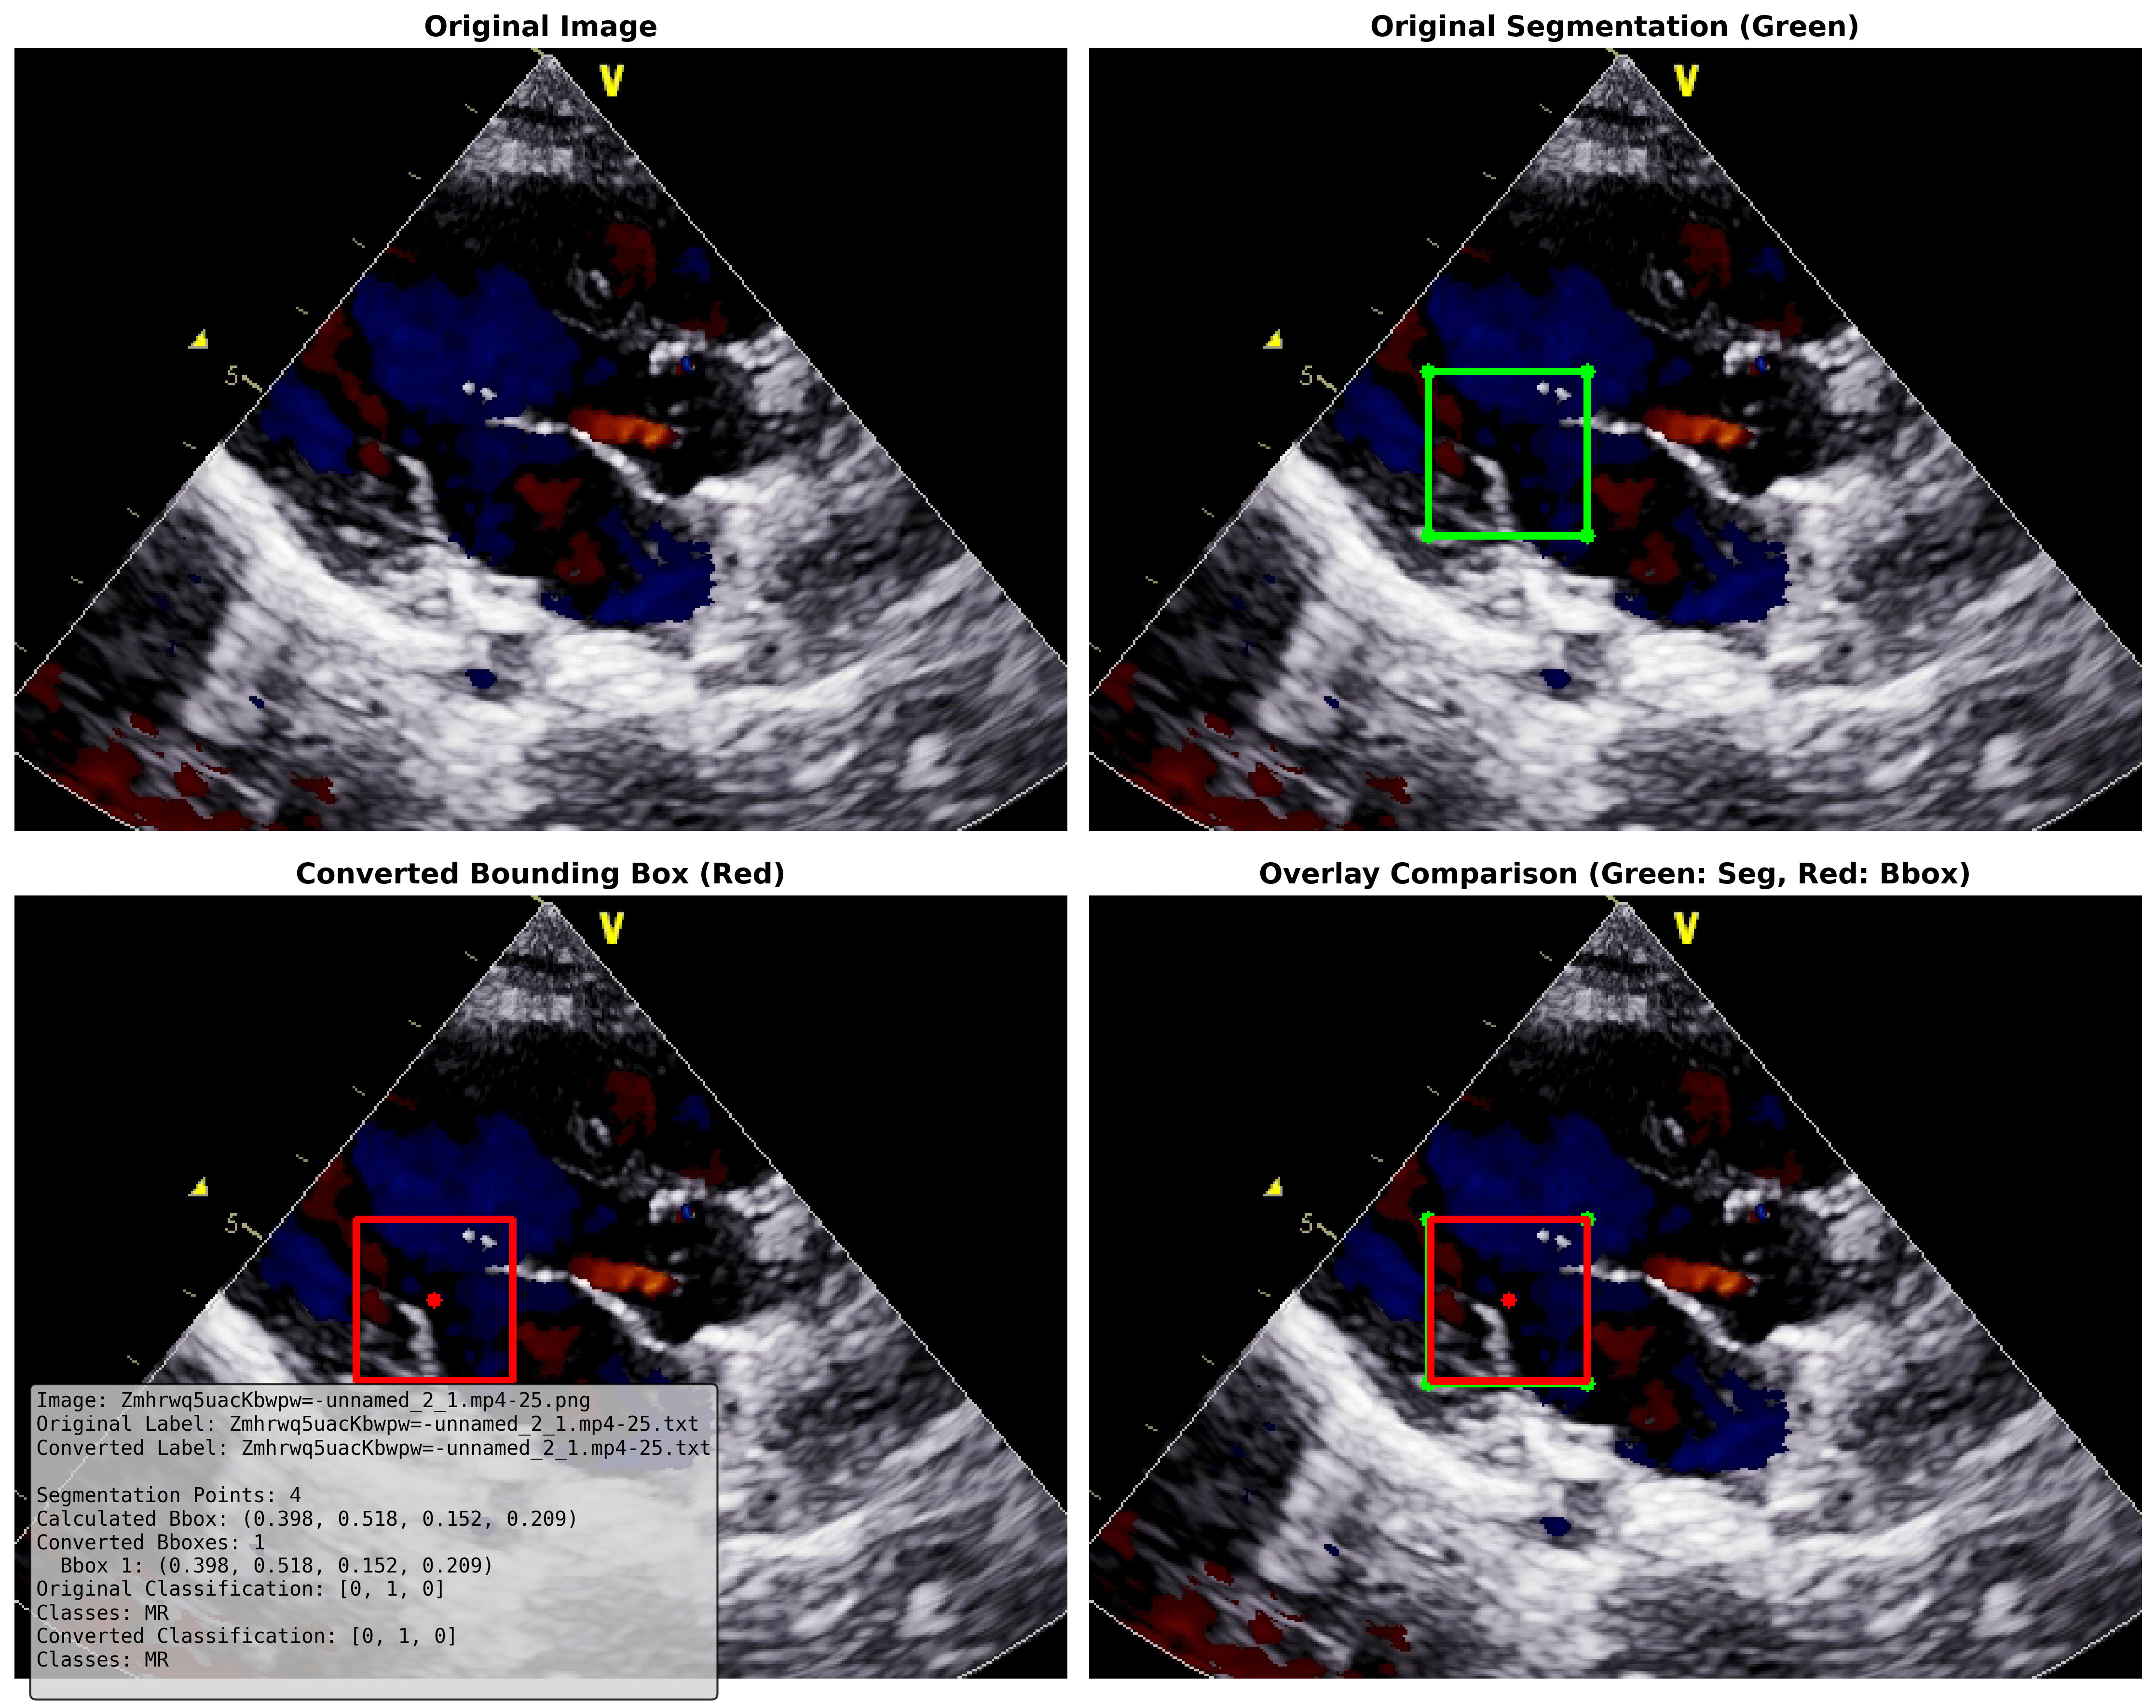 Original Image
Original Segmentation (Green)
V
V
5
5
Converted Bounding Box (Red)
Overlay Comparison (Green: Seg, Red: Bbox)
V
V
5
5
Image: Zmhrwq5uacKbwpw=-unnamed_2_1.mp4-25.png
Original Label: Zmhrwq5uacKbwpw=-unnamed_2_1.mp4-25.txt
Converted Label: Zmhrwq5uacKbwpw=-unnamed_2_1.mp4-25.txt
Segmentation Points: 4
Calculated Bbox: (0.398, 0.518, 0.152, 0.209)
Converted Bboxes: 1
Bbox 1: (0.398, 0.518, 0.152, 0.209)
Original Classification: [0, 1, 0]
Classes: MR
Converted Classification: [0, 1, 0]
Classes: MR